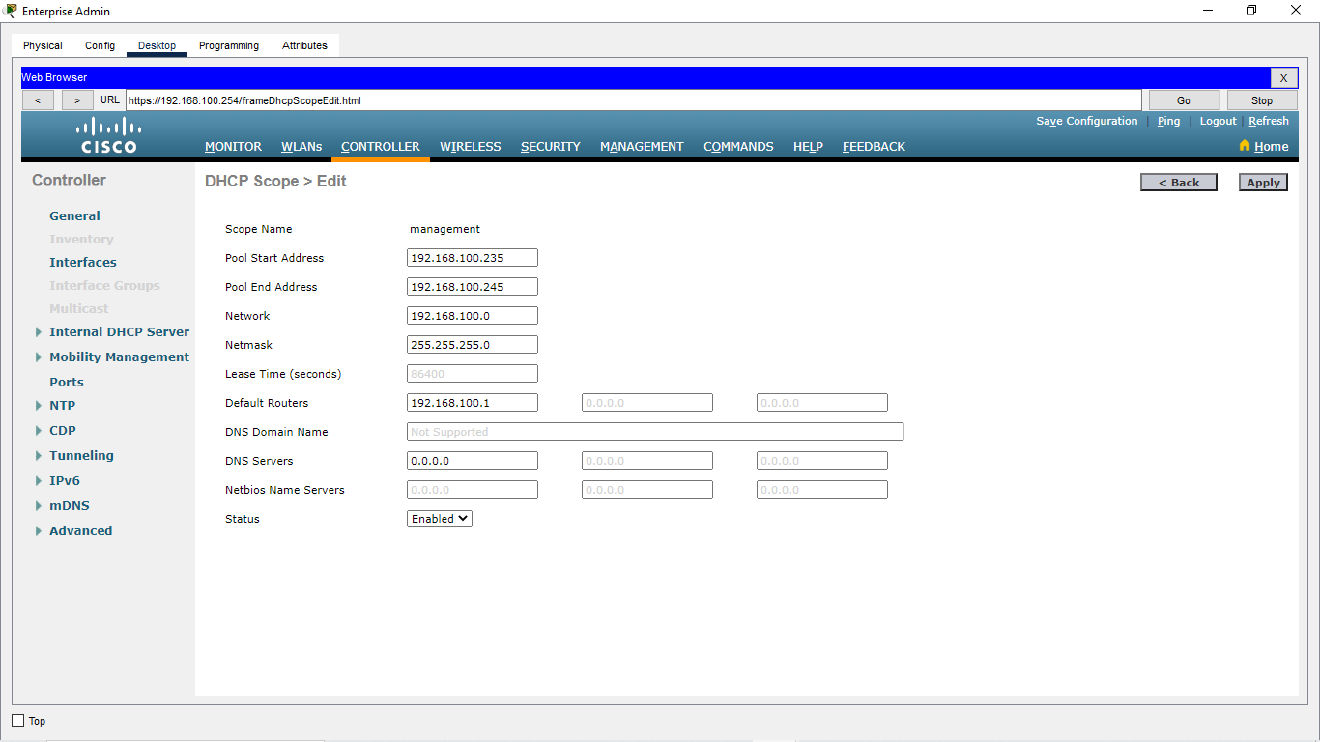 Enterprise Admin
Physical Config Desktop Programming Attributes
Web Browser X
< > URL https://192.168.100.254/frameDhcpScopeEdit.html Go Stop
Save Configuration Ping Logout Refresh
CISCO MONITOR WLANs CONTROLLER WIRELESS SECURITY MANAGEMENT COMMANDS HELP FEEDBACK Home
Controller
General
Inventory
Interfaces
Interface Groups
Multicast
Internal DHCP Server
Mobility Management
Ports
NTP
CDP
Tunneling
IPv6
mDNS
Advanced
DHCP Scope > Edit < Back Apply
Scope Name management
Pool Start Address 192.168.100.235
Pool End Address 192.168.100.245
Network 192.168.100.0
Netmask 255.255.255.0
Lease Time (seconds) 86400
Default Routers 192.168.100.1 0.0.0.0 0.0.0.0
DNS Domain Name Not Supported
DNS Servers 0.0.0.0 0.0.0.0 0.0.0.0
Netbios Name Servers 0.0.0.0 0.0.0.0 0.0.0.0
Status Enabled
Top